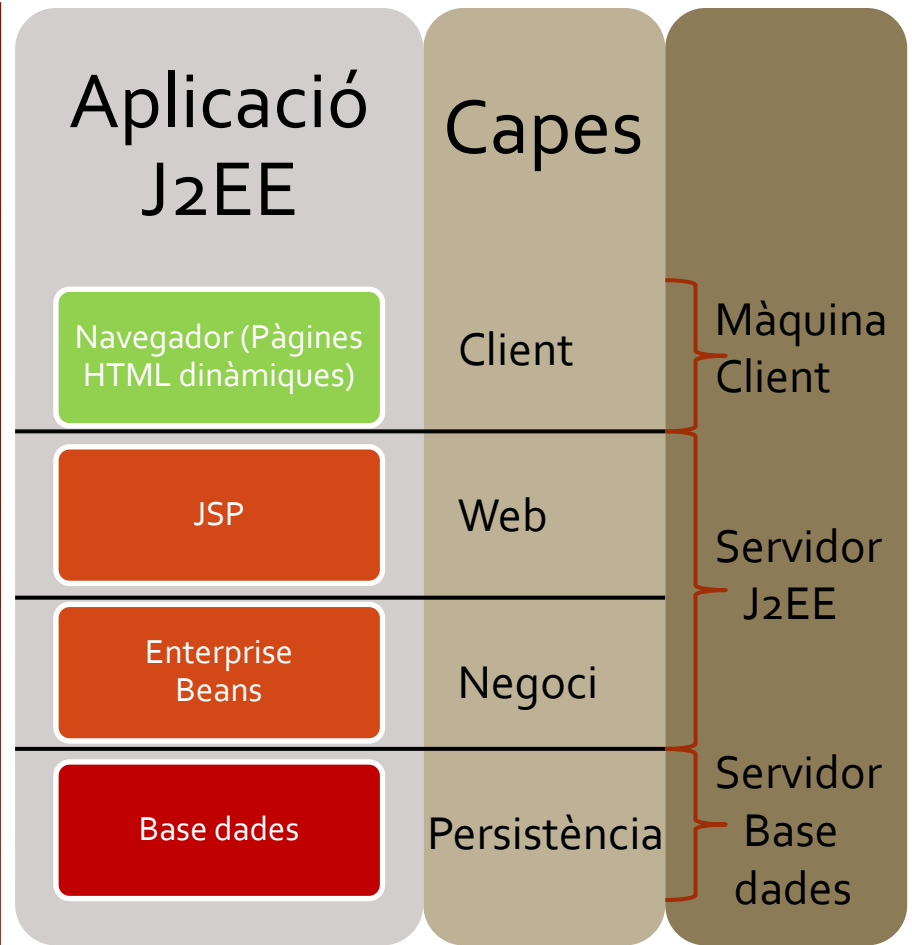 Aplicació
J2EE
Capes
Navegador (Pàgines
HTML dinàmiques)
Client
Màquina
Client
JSP
Web
Servidor
J2EE
Enterprise
Beans
Negoci
Base dades
Persistència
Servidor
Base
dades